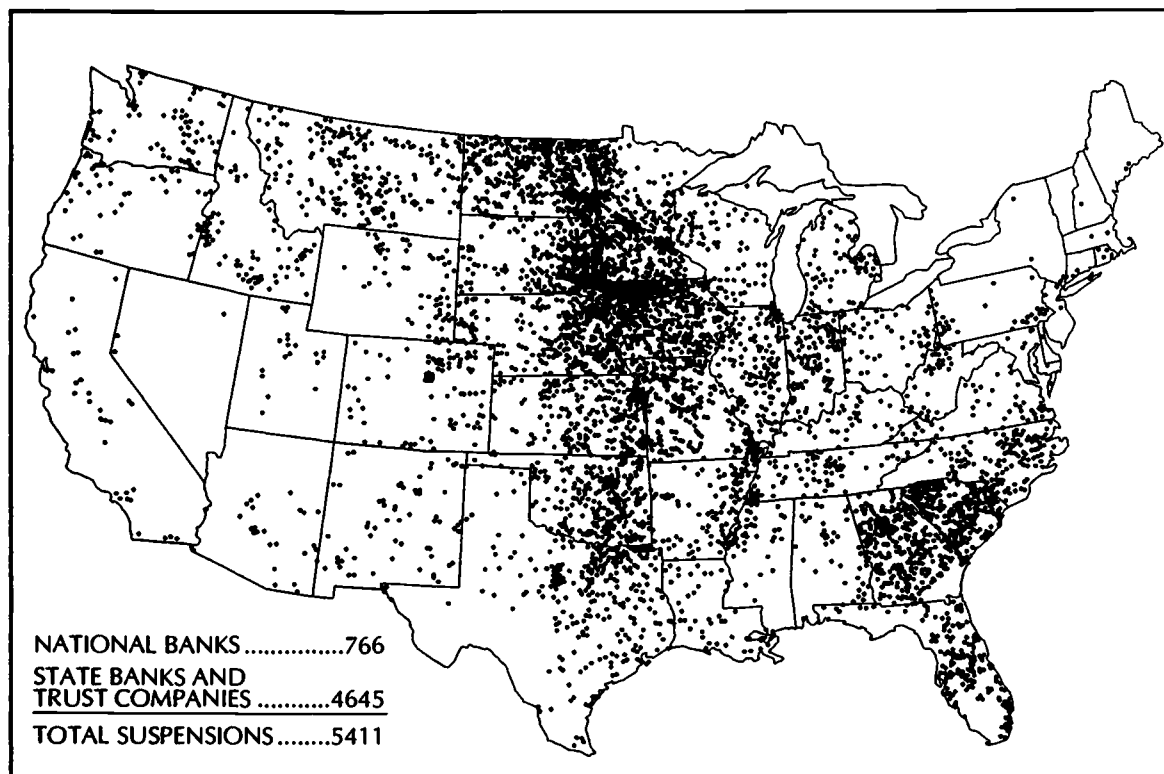 NATIONAL BANKS ...............766
STATE BANKS AND
TRUST COMPANIES ...........4645
TOTAL SUSPENSIONS ........5411